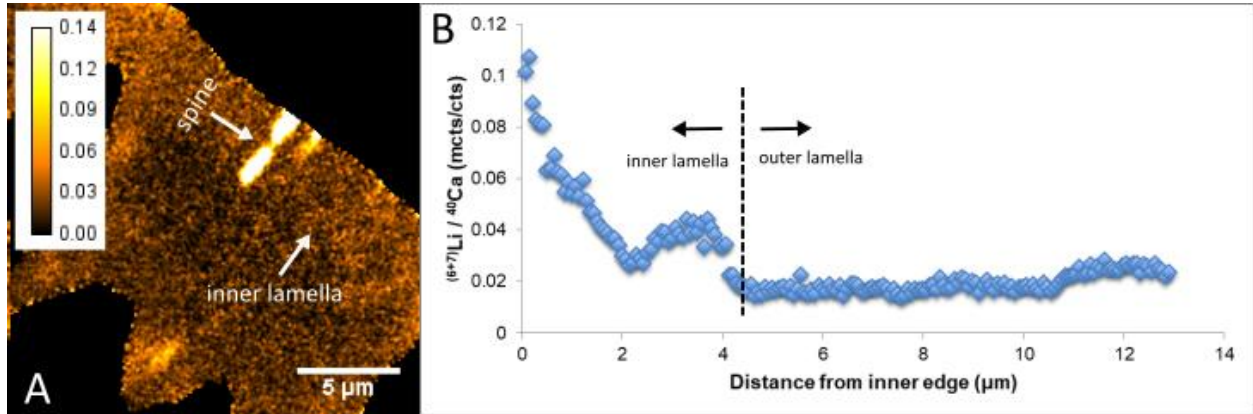 0.14
0.12
0.09
0.06
0.03
0.00
spine
inner lamella
5 µm
A
B
0.12
0.1
0.08
0.06
0.04
0.02
0
(6+7)Li / 40Ca (mcts/cts)
inner lamella
outer lamella
0 2 4 6 8 10 12 14
Distance from inner edge (µm)